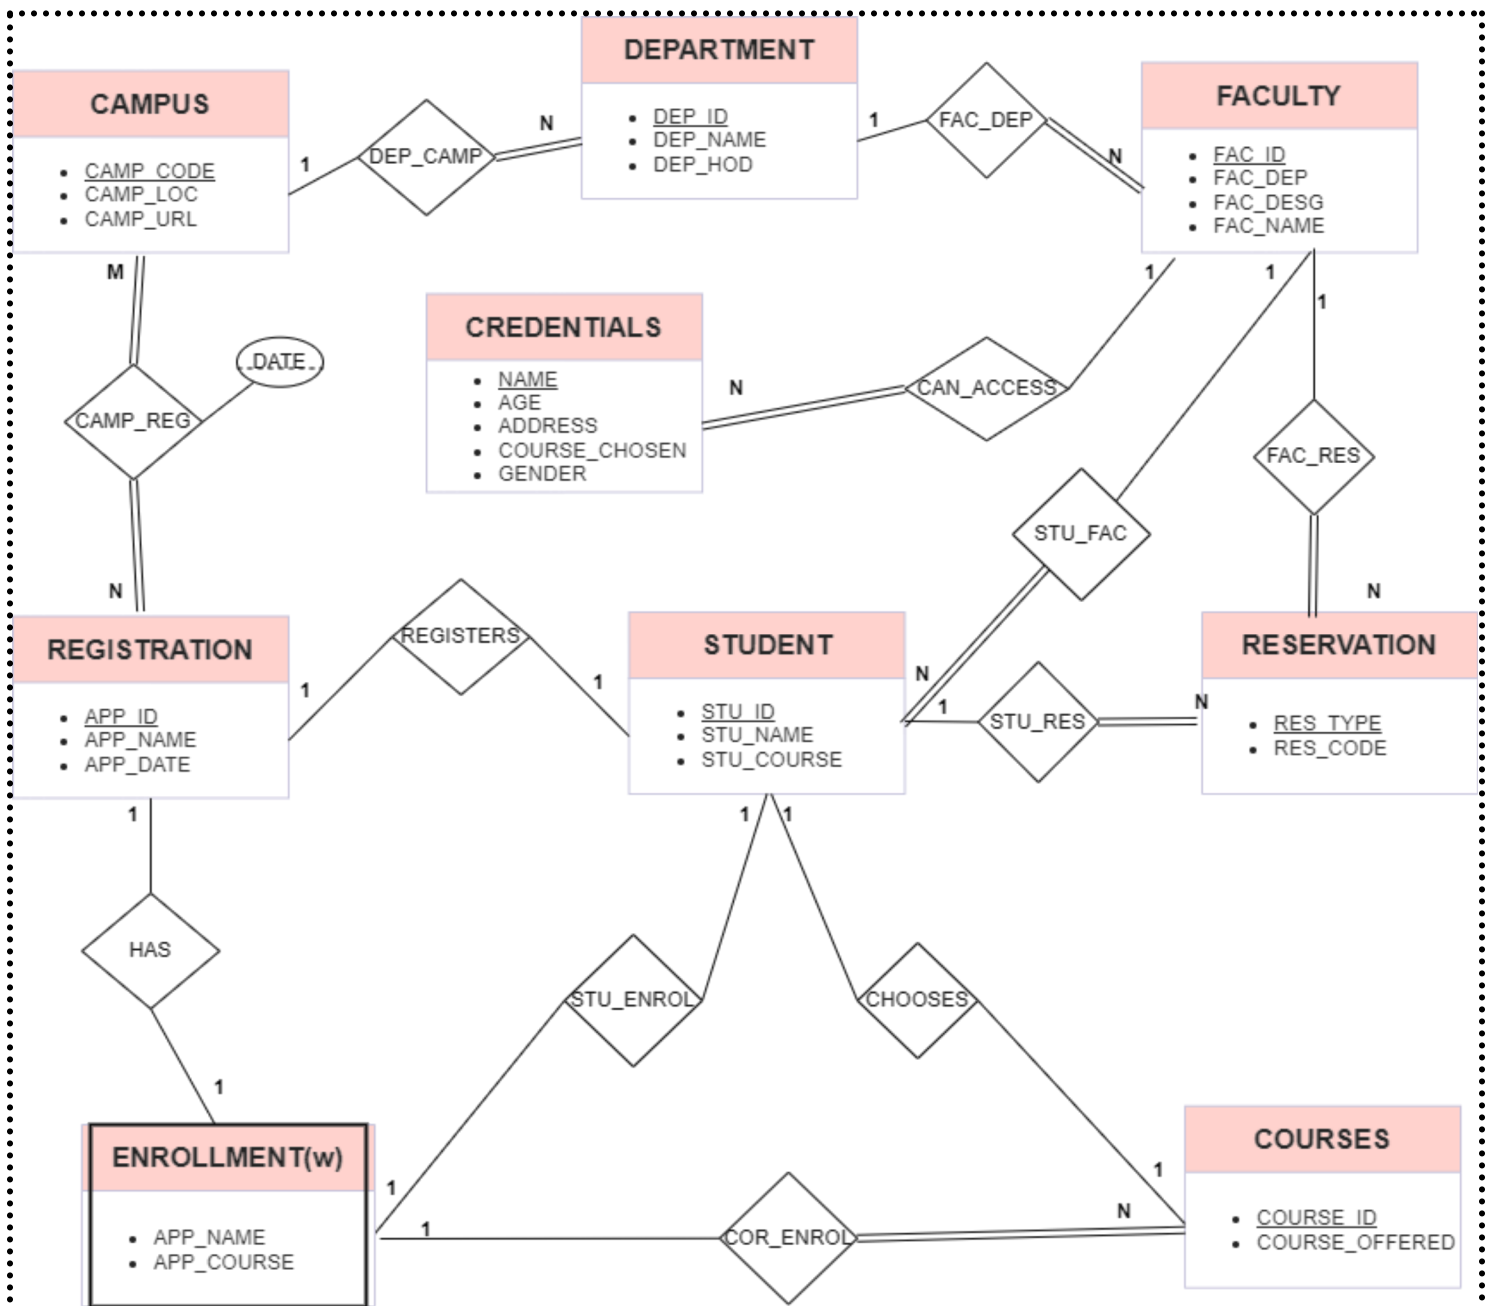 DEPARTMENT
DEP_ID
DEP_NAME
DEP_HOD
CAMPUS
CAMP_CODE
CAMP_LOC
CAMP_URL
1
DEP_CAMP
N
1
FAC_DEP
N
FACULTY
FAC_ID
FAC_DEP
FAC_DESG
FAC_NAME
M
CAMP_REG
DATE
N
CREDENTIALS
NAME
AGE
ADDRESS
COURSE_CHOSEN
GENDER
N
CAN_ACCESS
1
1
1
STU_FAC
N
FAC_RES
N
REGISTRATION
APP_ID
APP_NAME
APP_DATE
1
REGISTERS
1
STUDENT
STU_ID
STU_NAME
STU_COURSE
1
STU_RES
N
RESERVATION
RES_TYPE
RES_CODE
1
HAS
1
1
1
STU_ENROL
1
CHOOSES
1
ENROLLMENT(w)
APP_NAME
APP_COURSE
1
COR_ENROL
N
COURSES
COURSE_ID
COURSE_OFFERED